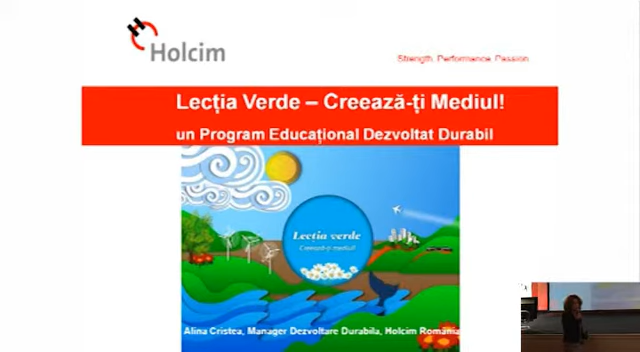 Holcim
Strength. Performance. Passion
Lecția Verde – Creează-ți Mediul!
un Program Educațional Dezvoltat Durabil
Lectia verde
Creează-ți mediul!
Alina Cristea, Manager Dezvoltare Durabila, Holcim Romania